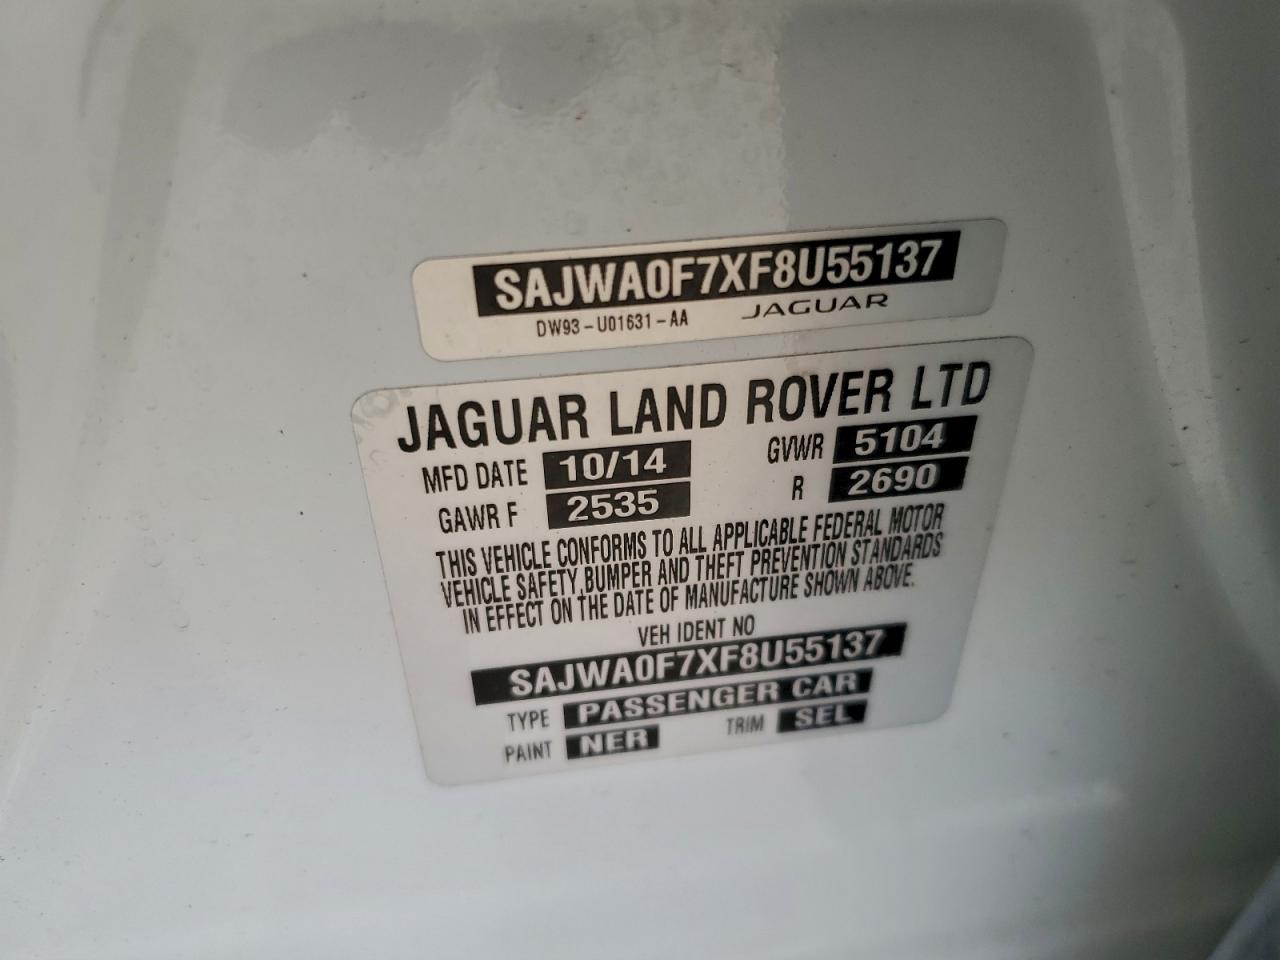 SAJWA0F7XF8U55137
DW93-U01631-AA JAGUAR
JAGUAR LAND ROVER LTD
MFD DATE 10/14 GVWR 5104
GAWR F 2535 R 2690
THIS VEHICLE CONFORMS TO ALL APPLICABLE FEDERAL MOTOR
VEHICLE SAFETY, BUMPER AND THEFT PREVENTION STANDARDS
IN EFFECT ON THE DATE OF MANUFACTURE SHOWN ABOVE.
VEH IDENT NO
SAJWA0F7XF8U55137
TYPE PASSENGER CAR
PAINT NER TRIM SEL